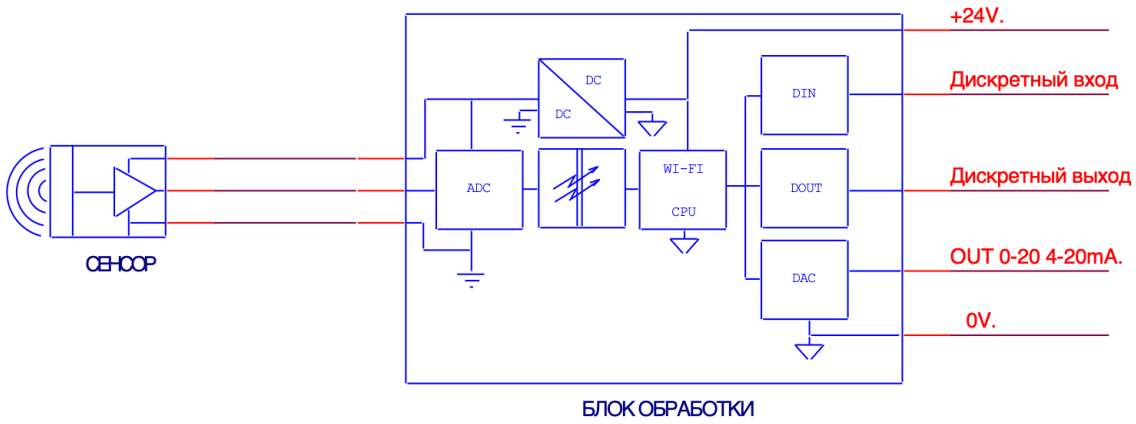 +24V.
DC
DC
DIN
Дискретный вход
ADC
WI-FI
CPU
DOUT
Дискретный выход
СЕНСОР
DAC
OUT 0-20 4-20mA.
0V.
БЛОК ОБРАБОТКИ